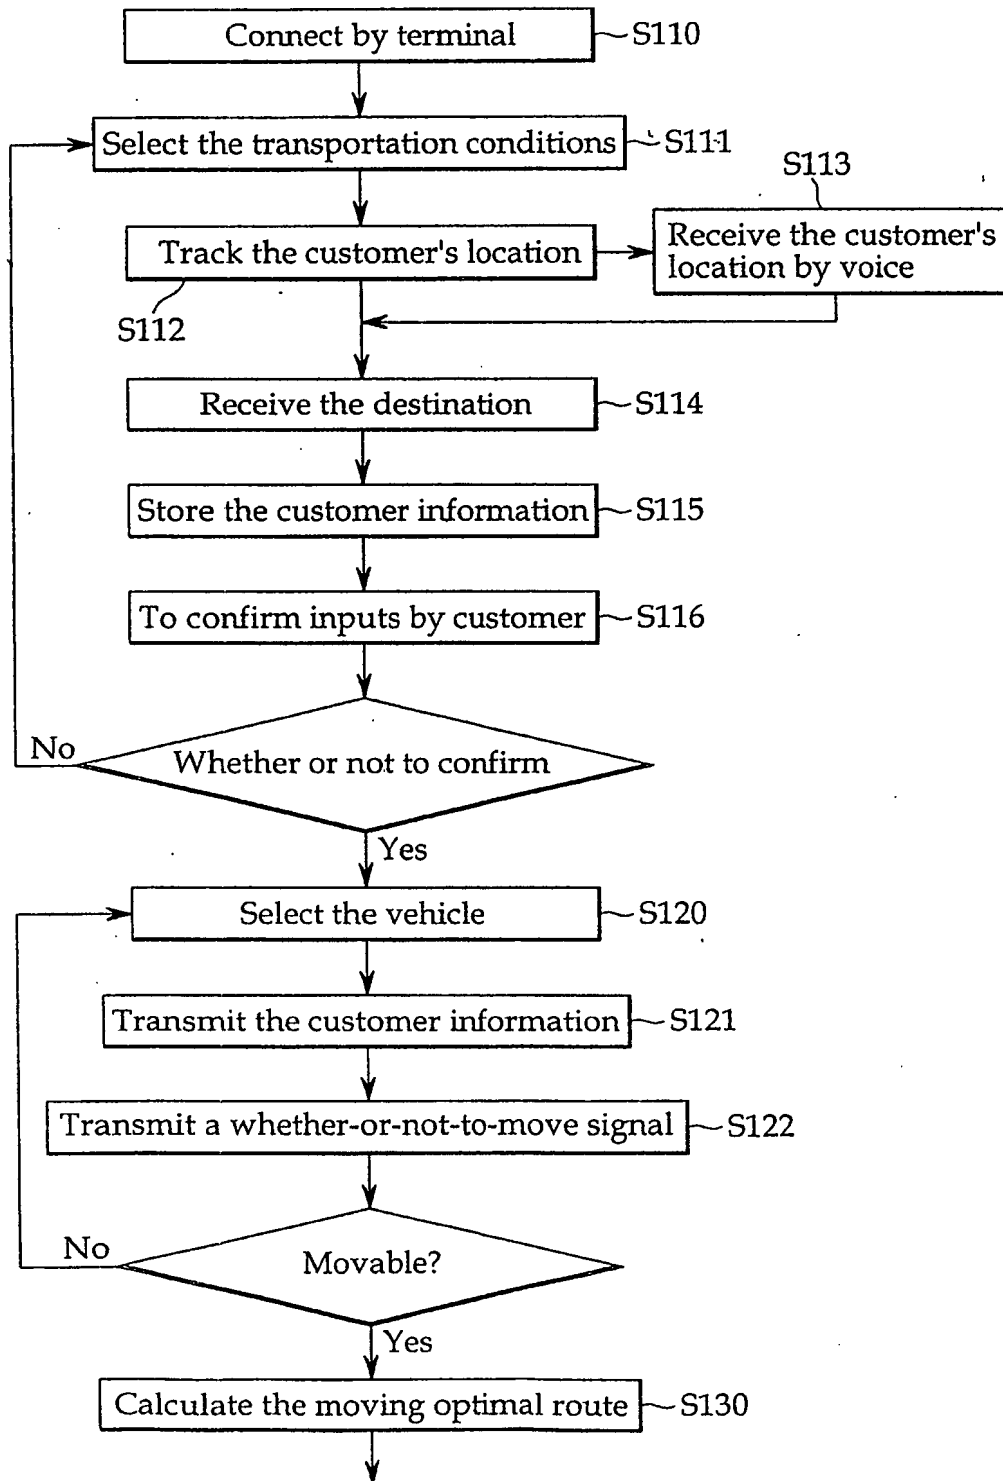 Connect by terminal
S110
Select the transportation conditions
S111
S113
Track the customer's location
Receive the customer's
location by voice
S112
Receive the destination
S114
Store the customer information
S115
To confirm inputs by customer
S116
Whether or not to confirm
No
Yes
Select the vehicle
S120
Transmit the customer information
S121
Transmit a whether-or-not-to-move signal
S122
Movable?
No
Yes
Calculate the moving optimal route
S130